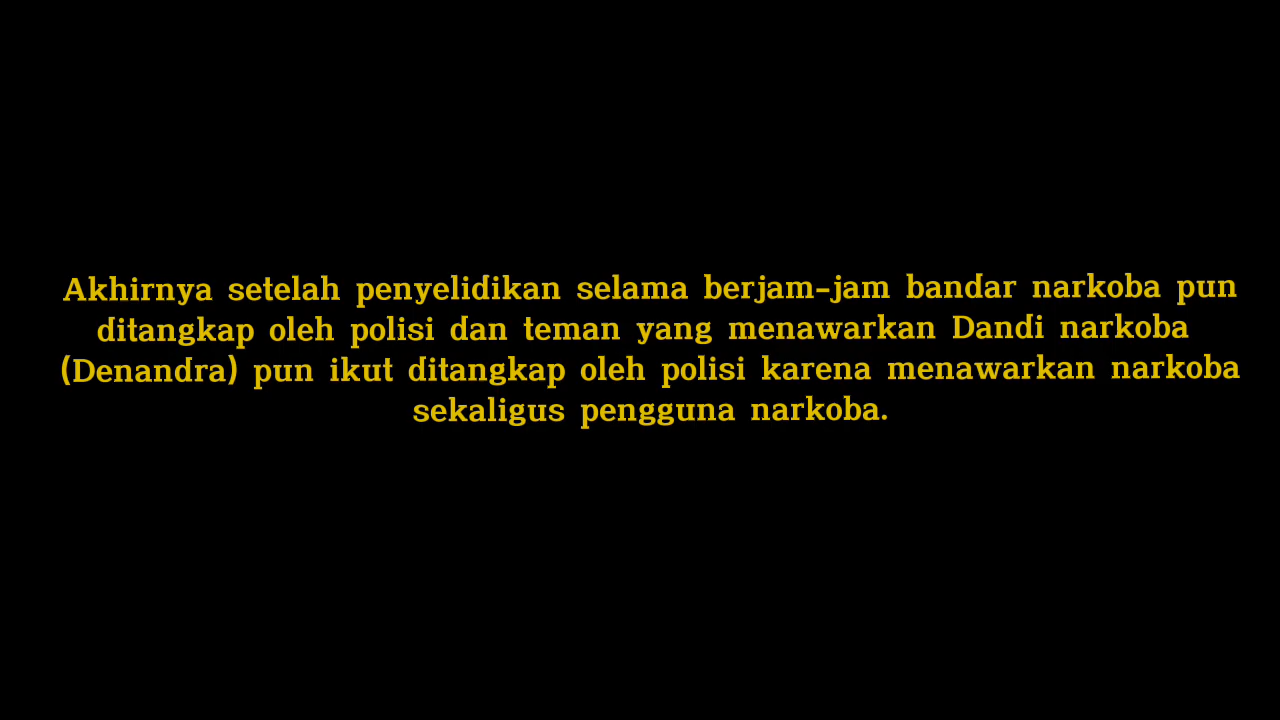 Akhirnya setelah penyelidikan selama berjam-jam bandar narkoba pun
ditangkap oleh polisi dan teman yang menawarkan Dandi narkoba
(Denandra) pun ikut ditangkap oleh polisi karena menawarkan narkoba
sekaligus pengguna narkoba.